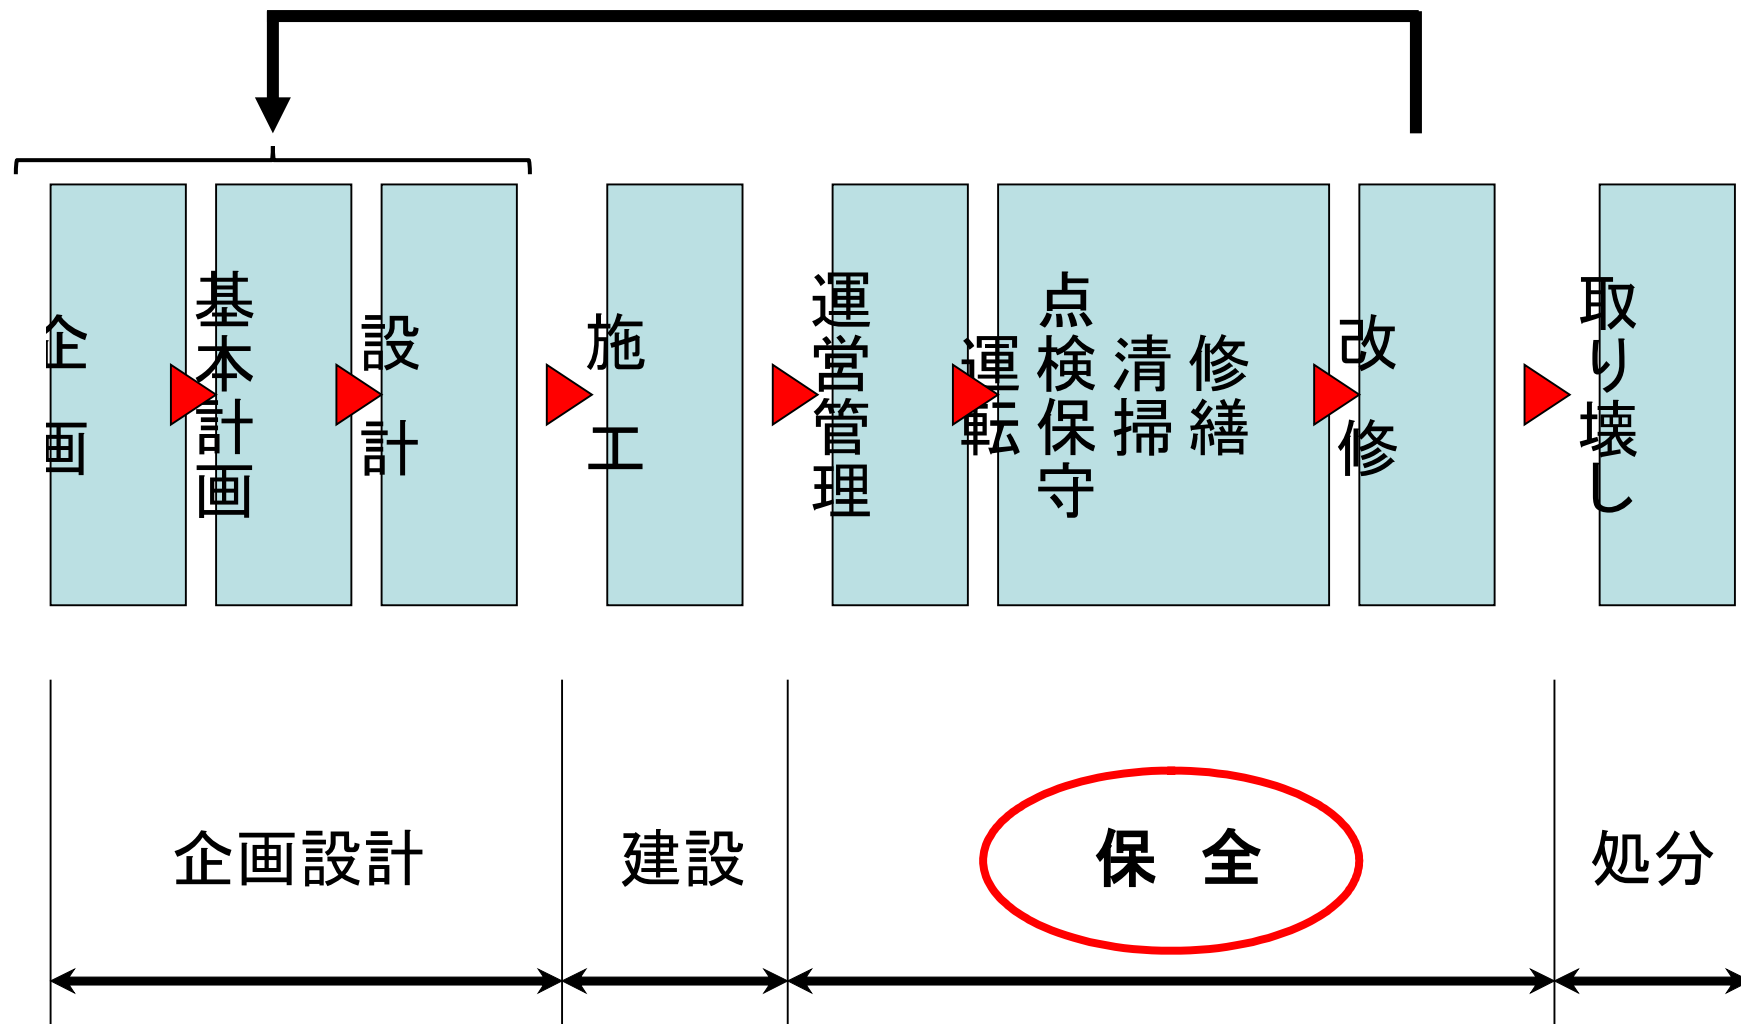 企画
基本計画
設計
施工
運営管理
運転
点検保守
清掃
修繕
改修
取り壊し
企画設計
建設
保全
処分